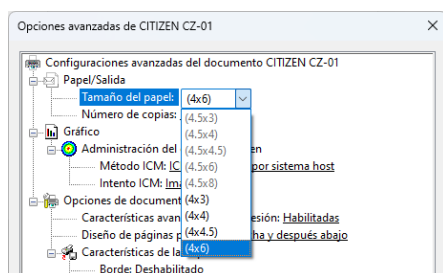 Opciones avanzadas de CITIZEN CZ-01
Configuraciones avanzadas del documento CITIZEN CZ-01
Papel/Salida
Tamaño del papel: (4x6)
Número de copias:
(4.5x3)
Gráfico
(4.5x4)
Administración del
(4.5x4.5)
en
Método ICM:
(4.5x6)
por sistema host
Intento ICM:
(4.5x8)
Opciones de
(4x3)
Características
(4x4)
esión: Habilitadas
Diseño de páginas
(4x4.5)
ha y después abajo
Características de
(4x6)
Borde: Deshabilitado